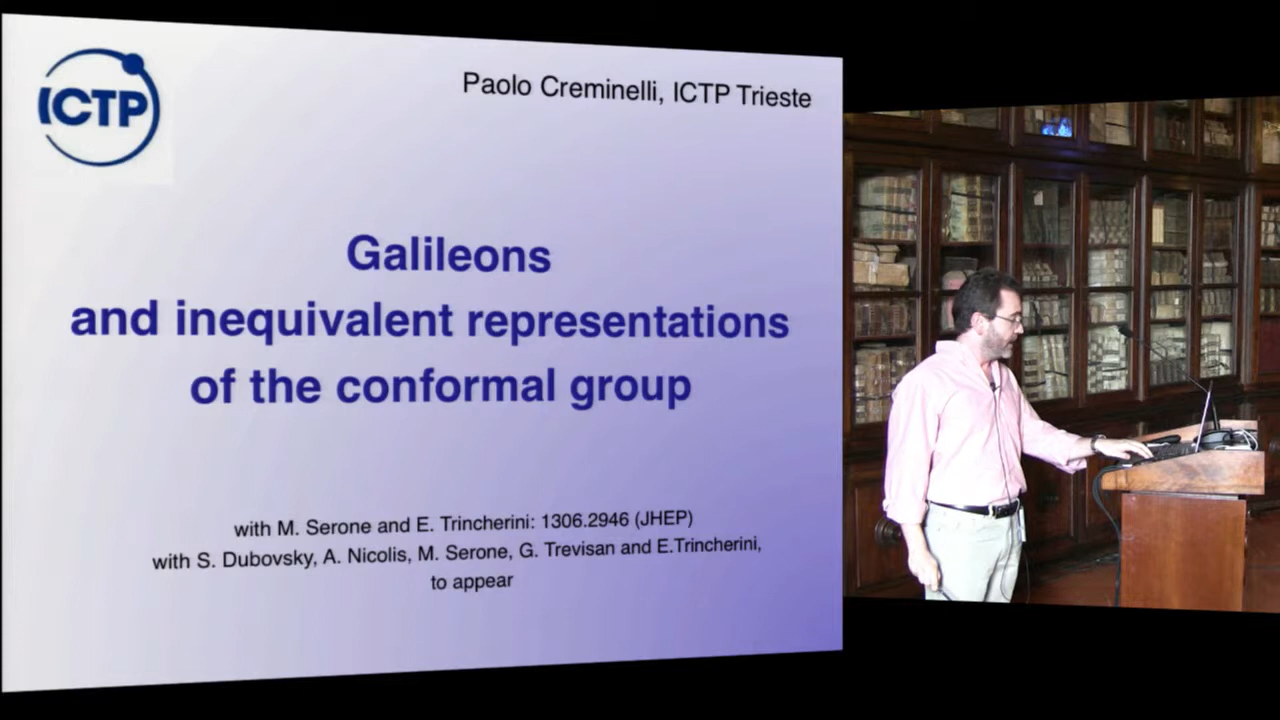 ICTP
Paolo Creminelli, ICTP Trieste
Galileons
and inequivalent representations
of the conformal group
with M. Serone and E. Trincherini: 1306.2946 (JHEP)
with S. Dubovsky, A. Nicolis, M. Serone, G. Trevisan and E.Trincherini,
to appear